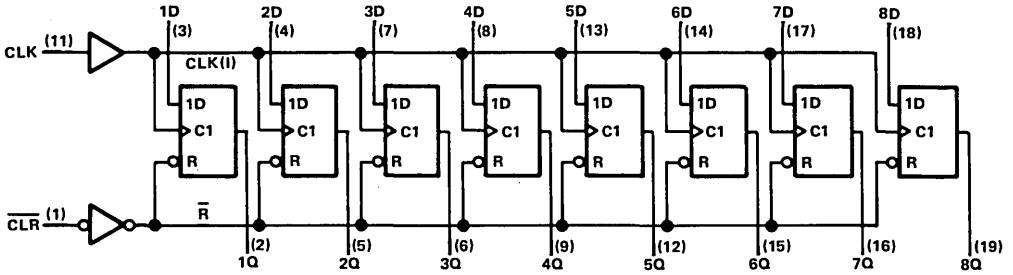 1D 2D 3D 4D 5D 6D 7D 8D
(3) (4) (7) (8) (13) (14) (17) (18)
CLK (11)
CLK(I)
1D 1D 1D 1D 1D 1D 1D 1D
C1 C1 C1 C1 C1 C1 C1 C1
R R R R R R R R
C̅L̅R̅ (1)
R̅
(2) (5) (6) (9) (12) (15) (16) (19)
1Q 2Q 3Q 4Q 5Q 6Q 7Q 8Q